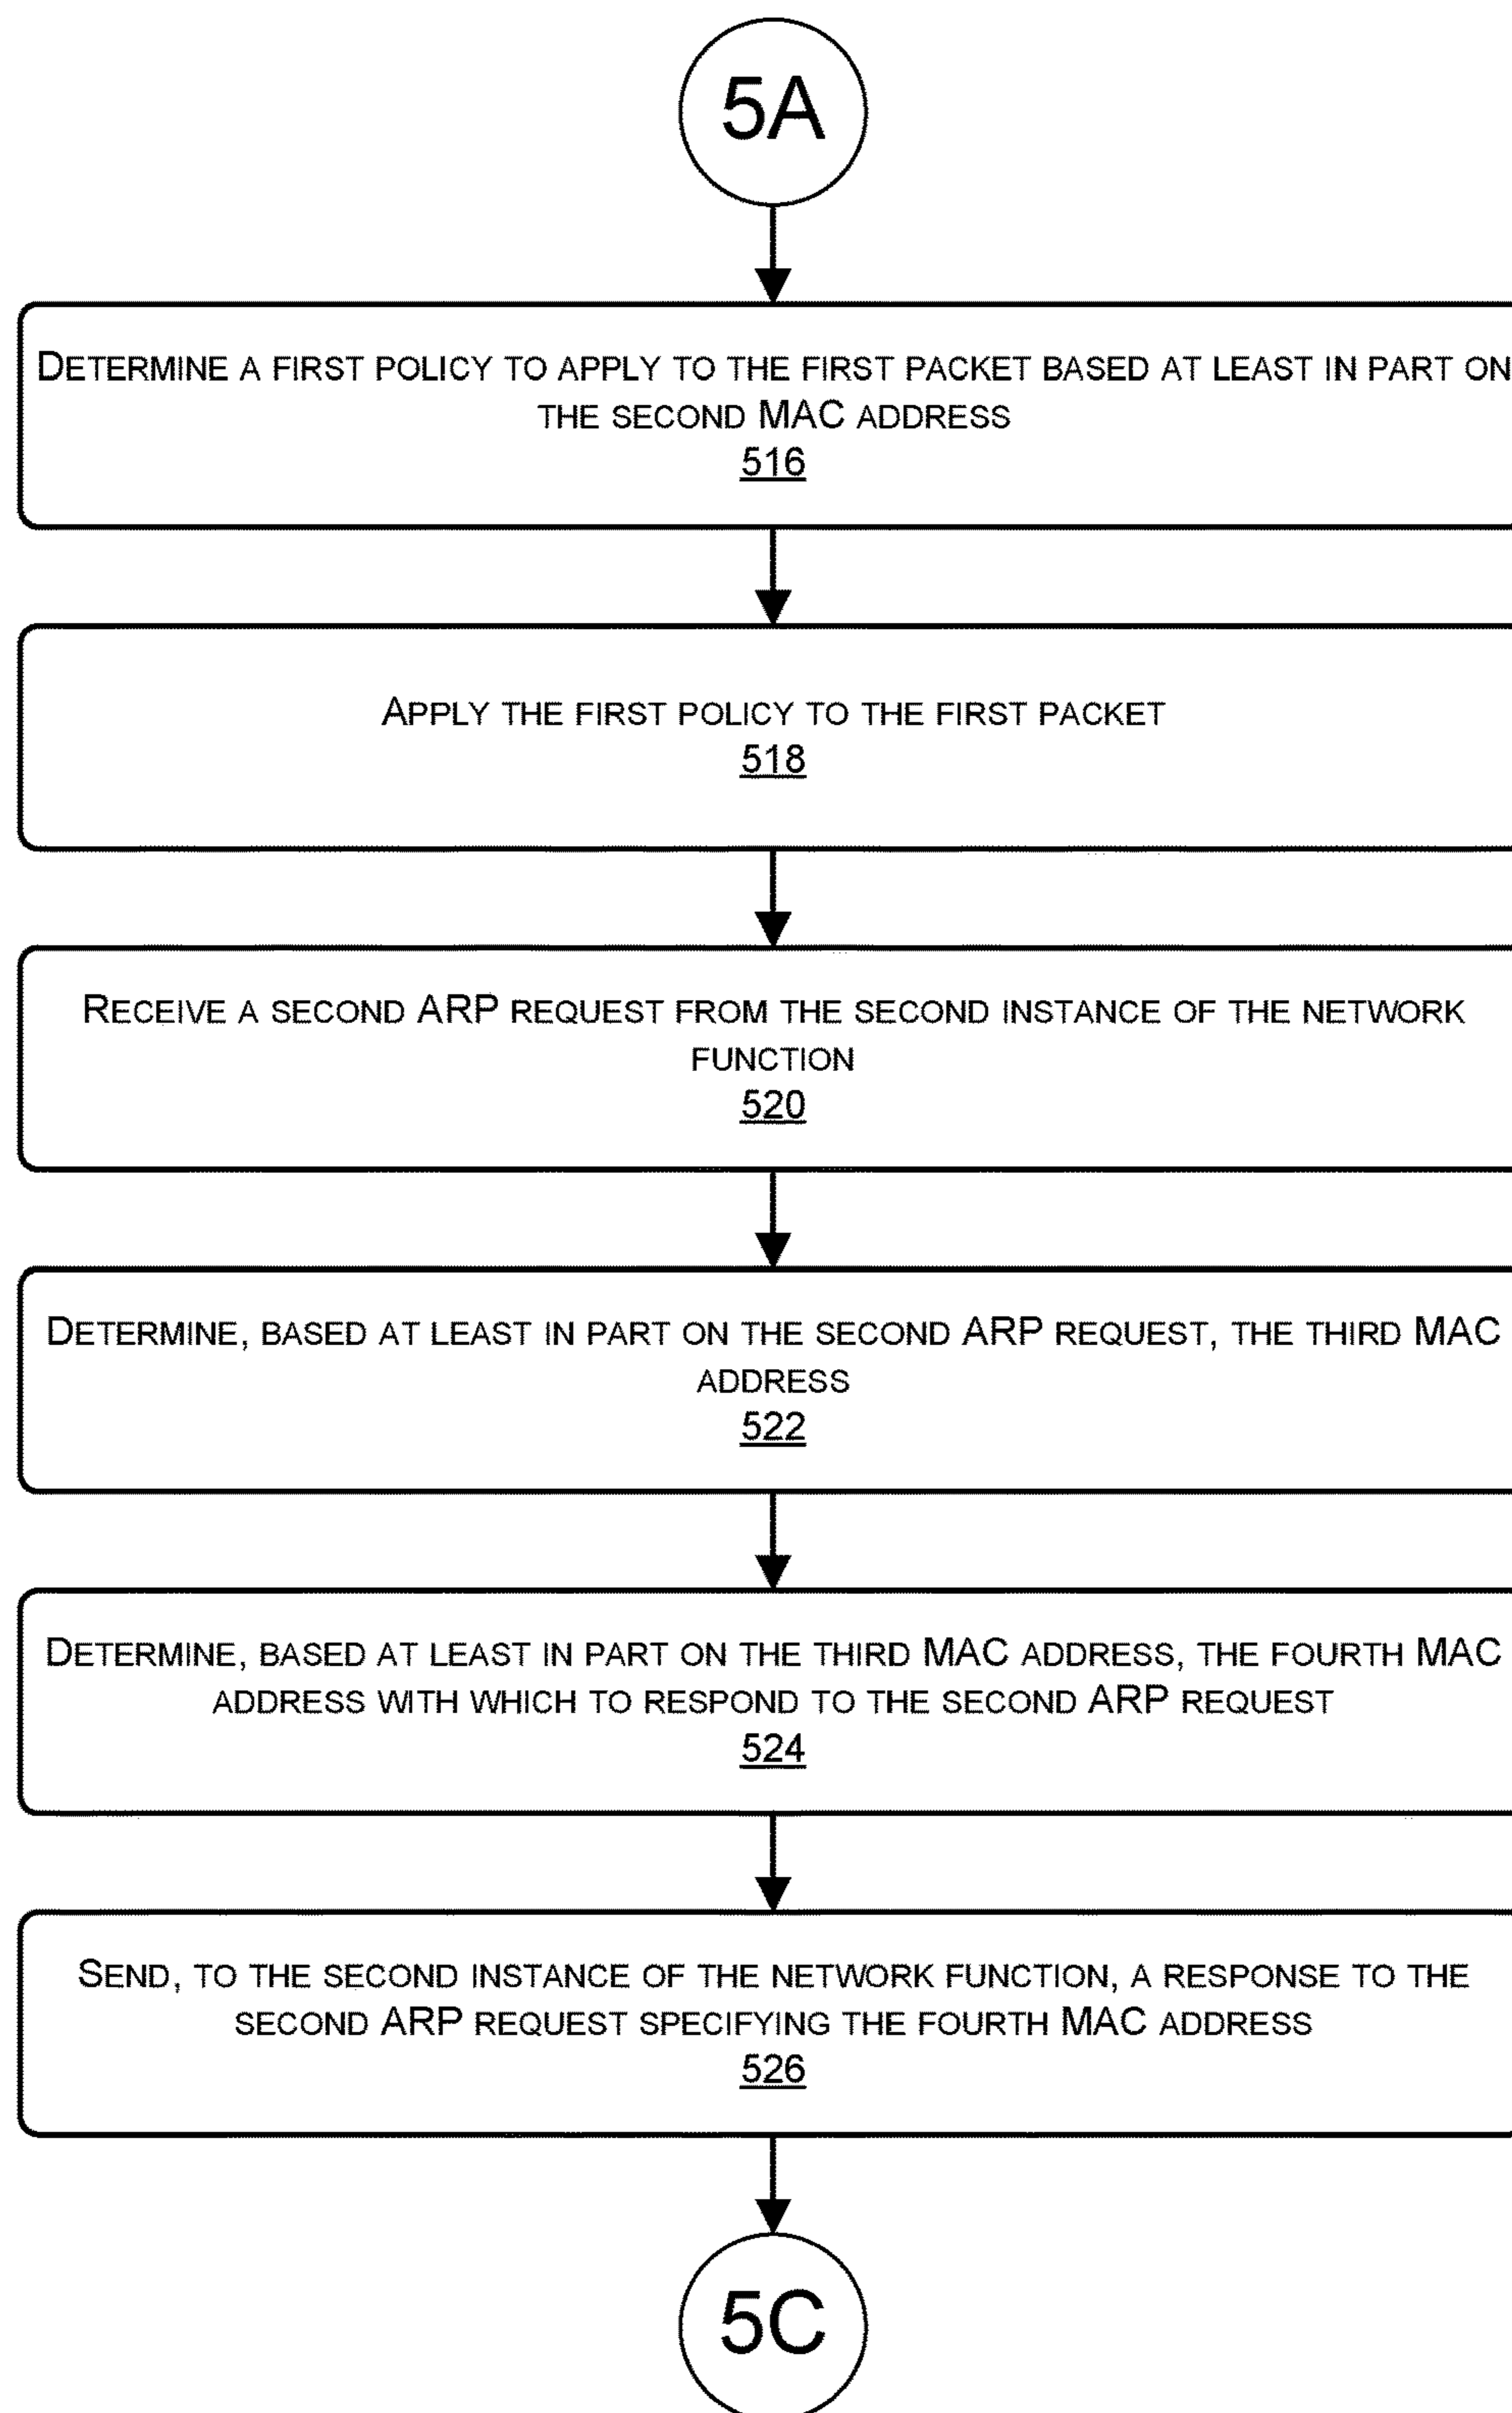 5A
DETERMINE A FIRST POLICY TO APPLY TO THE FIRST PACKET BASED AT LEAST IN PART ON
THE SECOND MAC ADDRESS
516
APPLY THE FIRST POLICY TO THE FIRST PACKET
518
RECEIVE A SECOND ARP REQUEST FROM THE SECOND INSTANCE OF THE NETWORK
FUNCTION
520
DETERMINE, BASED AT LEAST IN PART ON THE SECOND ARP REQUEST, THE THIRD MAC
ADDRESS
522
DETERMINE, BASED AT LEAST IN PART ON THE THIRD MAC ADDRESS, THE FOURTH MAC
ADDRESS WITH WHICH TO RESPOND TO THE SECOND ARP REQUEST
524
SEND, TO THE SECOND INSTANCE OF THE NETWORK FUNCTION, A RESPONSE TO THE
SECOND ARP REQUEST SPECIFYING THE FOURTH MAC ADDRESS
526
5C